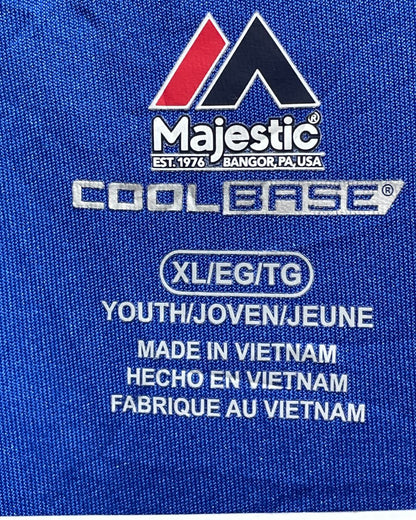 Majestic®
EST. 1976 BANGOR, PA, USA
COOLBASE®
XL/EG/TG
YOUTH/JOVEN/JEUNE
MADE IN VIETNAM
HECHO EN VIETNAM
FABRIQUE AU VIETNAM